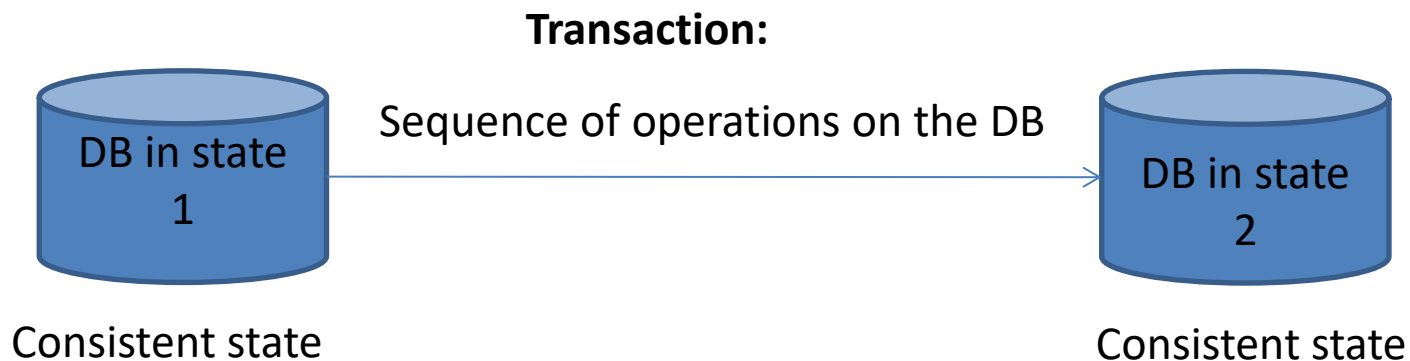 Transaction:
Sequence of operations on the DB
DB in state
1
DB in state
2
Consistent state
Consistent state